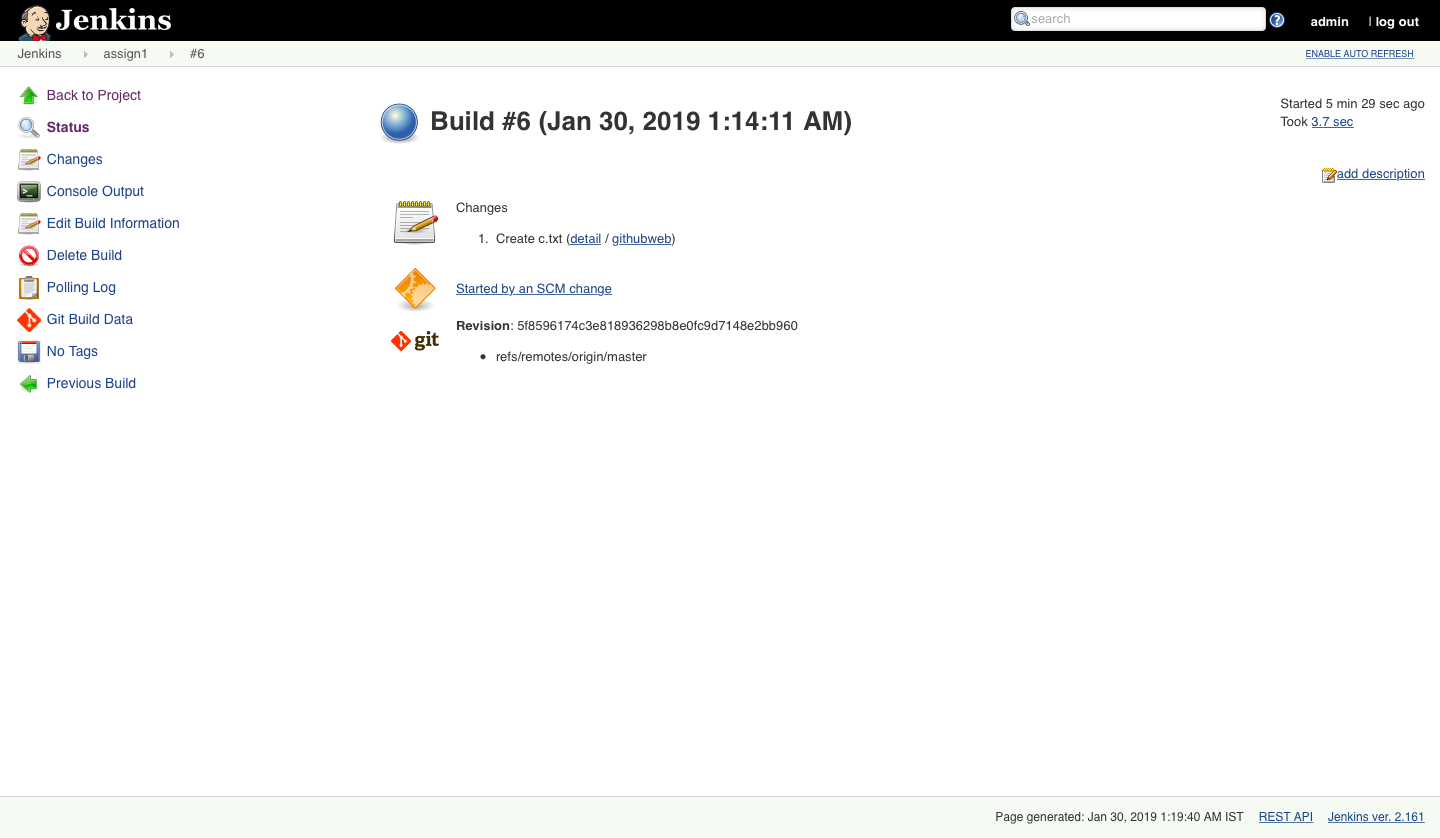 Jenkins
search
admin | log out
Jenkins assign1 #6
ENABLE AUTO REFRESH
Back to Project
Status
Changes
Console Output
Edit Build Information
Delete Build
Polling Log
Git Build Data
No Tags
Previous Build
Build #6 (Jan 30, 2019 1:14:11 AM)
Started 5 min 29 sec ago
Took 3.7 sec
add description
Changes
1. Create c.txt (detail / githubweb)
Started by an SCM change
git
Revision: 5f8596174c3e818936298b8e0fc9d7148e2bb960
• refs/remotes/origin/master
Page generated: Jan 30, 2019 1:19:40 AM IST REST API Jenkins ver. 2.161